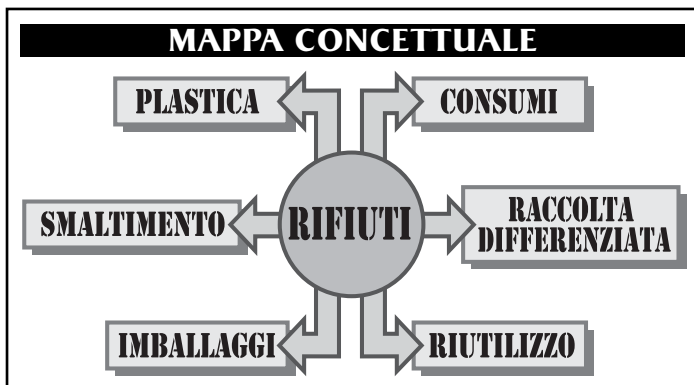 MAPPA CONCETTUALE
PLASTICA
CONSUMI
SMALTIMENTO
RIFIUTI
RACCOLTA
DIFFERENZIATA
IMBALLAGGI
RIUTILIZZO